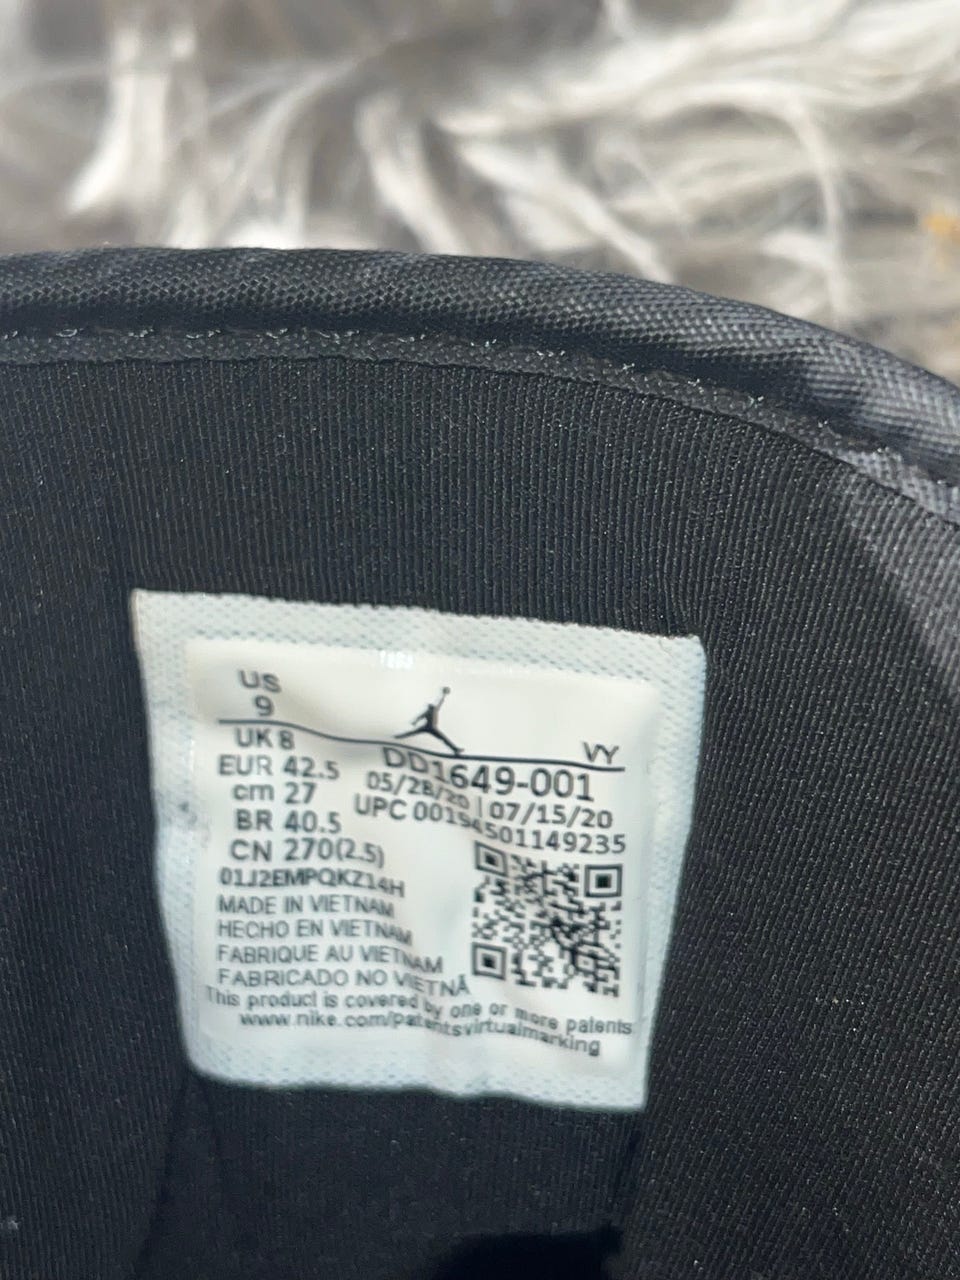 US
9
UK 8
VY
EUR 42.5
DD1649-001
cm 27
05/28/20 | 07/15/20
BR 40.5
UPC 00194501149235
CN 270(2.5)
01J2EMPQKZ14H
MADE IN VIETNAM
HECHO EN VIETNAM
FABRIQUE AU VIETNAM
FABRICADO NO VIETNÃ
This product is covered by one or more patents
www.nike.com/patentsvirtualmarking